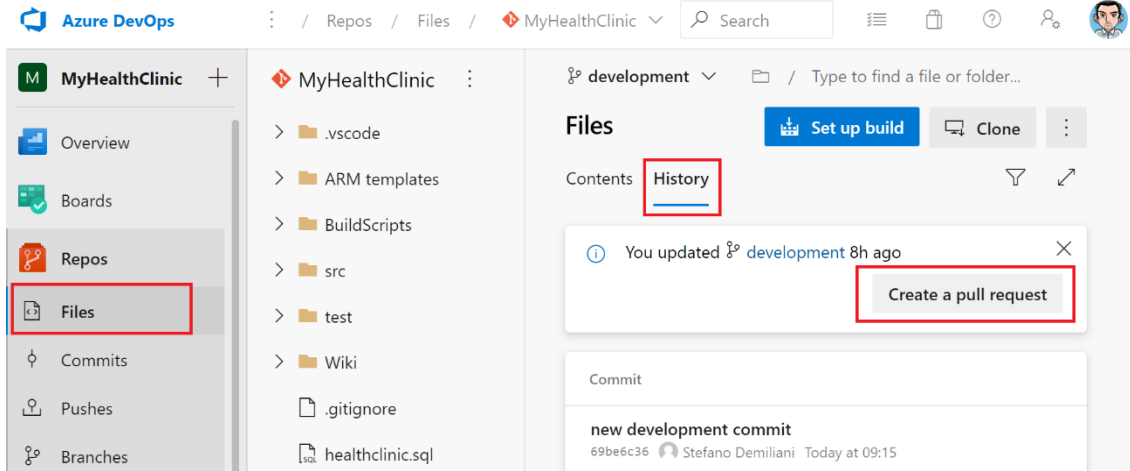 Azure DevOps
/ Repos / Files / MyHealthClinic Search
M MyHealthClinic
Overview
Boards
Repos
Files
Commits
Pushes
Branches
MyHealthClinic
.vscode
ARM templates
BuildScripts
src
test
Wiki
.gitignore
healthclinic.sql
development / Type to find a file or folder...
Files Set up build Clone
Contents History
You updated development 8h ago
Create a pull request
Commit
new development commit
69be6c36 Stefano Demiliani Today at 09:15